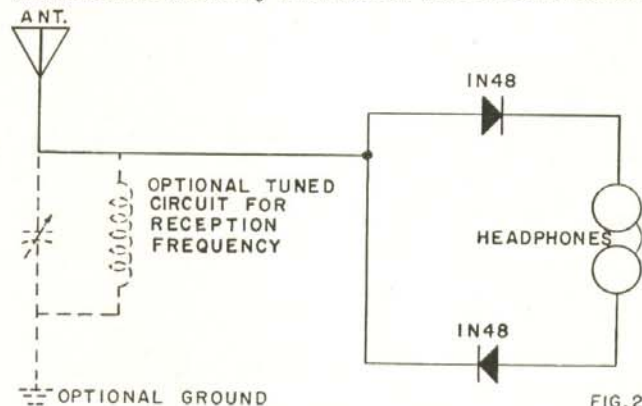 ANT.
IN48
OPTIONAL TUNED
CIRCUIT FOR
RECEPTION
FREQUENCY
HEADPHONES
IN48
OPTIONAL GROUND
FIG.2